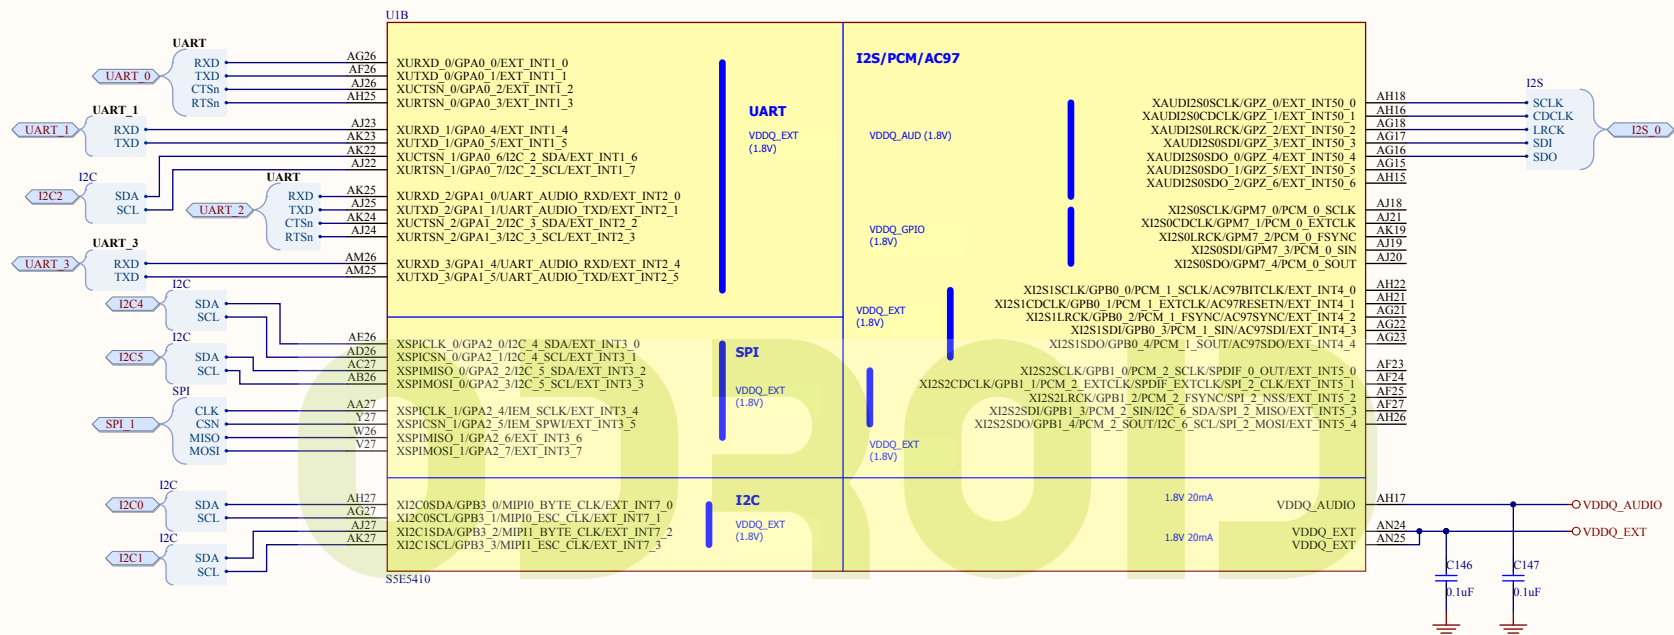 U1B
UART
UART_0
RXD
TXD
CTSn
RTSn
AG26
AF26
AJ26
AH25
XURXD_0/GPA0_0/EXT_INT1_0
XUTXD_0/GPA0_1/EXT_INT1_1
XUCTSN_0/GPA0_2/EXT_INT1_2
XURTSN_0/GPA0_3/EXT_INT1_3
UART_1
UART_1
RXD
TXD
AJ23
AK23
XURXD_1/GPA0_4/EXT_INT1_4
XUTXD_1/GPA0_5/EXT_INT1_5
AK22
AJ22
XUCTSN_1/GPA0_6/I2C_2_SDA/EXT_INT1_6
XURTSN_1/GPA0_7/I2C_2_SCL/EXT_INT1_7
I2C
I2C2
SDA
SCL
UART
UART_2
RXD
TXD
CTSn
RTSn
AK25
AJ25
AK24
AJ24
XURXD_2/GPA1_0/UART_AUDIO_RXD/EXT_INT2_0
XUTXD_2/GPA1_1/UART_AUDIO_TXD/EXT_INT2_1
XUCTSN_2/GPA1_2/I2C_3_SDA/EXT_INT2_2
XURTSN_2/GPA1_3/I2C_3_SCL/EXT_INT2_3
UART_3
UART_3
RXD
TXD
AM26
AM25
XURXD_3/GPA1_4/UART_AUDIO_RXD/EXT_INT2_4
XUTXD_3/GPA1_5/UART_AUDIO_TXD/EXT_INT2_5
UART
VDDQ_EXT
(1.8V)
I2C
I2C4
SDA
SCL
I2C
I2C5
SDA
SCL
AE26
AD26
AC27
AB26
XSPICLK_0/GPA2_0/I2C_4_SDA/EXT_INT3_0
XSPICSN_0/GPA2_1/I2C_4_SCL/EXT_INT3_1
XSPIMISO_0/GPA2_2/I2C_5_SDA/EXT_INT3_2
XSPIMOSI_0/GPA2_3/I2C_5_SCL/EXT_INT3_3
SPI
SPI_1
CLK
CSN
MISO
MOSI
AA27
Y27
W26
V27
XSPICLK_1/GPA2_4/IEM_SCLK/EXT_INT3_4
XSPICSN_1/GPA2_5/IEM_SPWI/EXT_INT3_5
XSPIMISO_1/GPA2_6/EXT_INT3_6
XSPIMOSI_1/GPA2_7/EXT_INT3_7
SPI
VDDQ_EXT
(1.8V)
I2C
I2C0
SDA
SCL
I2C
I2C1
SDA
SCL
AH27
AG27
AJ27
AK27
XI2C0SDA/GPB3_0/MIPI0_BYTE_CLK/EXT_INT7_0
XI2C0SCL/GPB3_1/MIPI0_ESC_CLK/EXT_INT7_1
XI2C1SDA/GPB3_2/MIPI1_BYTE_CLK/EXT_INT7_2
XI2C1SCL/GPB3_3/MIPI1_ESC_CLK/EXT_INT7_3
I2C
VDDQ_EXT
(1.8V)
S5E5410
I2S/PCM/AC97
VDDQ_AUD (1.8V)
XAUDI2S0SCLK/GPZ_0/EXT_INT50_0
XAUDI2S0CDCLK/GPZ_1/EXT_INT50_1
XAUDI2S0LRCK/GPZ_2/EXT_INT50_2
XAUDI2S0SDI/GPZ_3/EXT_INT50_3
XAUDI2S0SDO_0/GPZ_4/EXT_INT50_4
XAUDI2S0SDO_1/GPZ_5/EXT_INT50_5
XAUDI2S0SDO_2/GPZ_6/EXT_INT50_6
AH18
AH16
AG18
AG17
AG16
AG15
AH15
I2S
SCLK
CDCLK
LRCK
SDI
SDO
I2S_0
VDDQ_GPIO
(1.8V)
XI2S0SCLK/GPM7_0/PCM_0_SCLK
XI2S0CDCLK/GPM7_1/PCM_0_EXTCLK
XI2S0LRCK/GPM7_2/PCM_0_FSYNC
XI2S0SDI/GPM7_3/PCM_0_SIN
XI2S0SDO/GPM7_4/PCM_0_SOUT
AJ18
AJ21
AK19
AJ19
AJ20
VDDQ_EXT
(1.8V)
XI2S1SCLK/GPB0_0/PCM_1_SCLK/AC97BITCLK/EXT_INT4_0
XI2S1CDCLK/GPB0_1/PCM_1_EXTCLK/AC97RESETN/EXT_INT4_1
XI2S1LRCK/GPB0_2/PCM_1_FSYNC/AC97SYNC/EXT_INT4_2
XI2S1SDI/GPB0_3/PCM_1_SIN/AC97SDI/EXT_INT4_3
XI2S1SDO/GPB0_4/PCM_1_SOUT/AC97SDO/EXT_INT4_4
AH22
AH21
AG21
AG22
AG23
XI2S2SCLK/GPB1_0/PCM_2_SCLK/SPDIF_0_OUT/EXT_INT5_0
XI2S2CDCLK/GPB1_1/PCM_2_EXTCLK/SPDIF_EXTCLK/SPI_2_CLK/EXT_INT5_1
XI2S2LRCK/GPB1_2/PCM_2_FSYNC/SPI_2_NSS/EXT_INT5_2
XI2S2SDI/GPB1_3/PCM_2_SIN/I2C_6_SDA/SPI_2_MISO/EXT_INT5_3
XI2S2SDO/GPB1_4/PCM_2_SOUT/I2C_6_SCL/SPI_2_MOSI/EXT_INT5_4
AF23
AF24
AF25
AF27
AH26
VDDQ_EXT
(1.8V)
1.8V 20mA
VDDQ_AUDIO
AH17
VDDQ_AUDIO
1.8V 20mA
VDDQ_EXT
VDDQ_EXT
AN24
AN25
VDDQ_EXT
C146
0.1uF
C147
0.1uF
ODROID